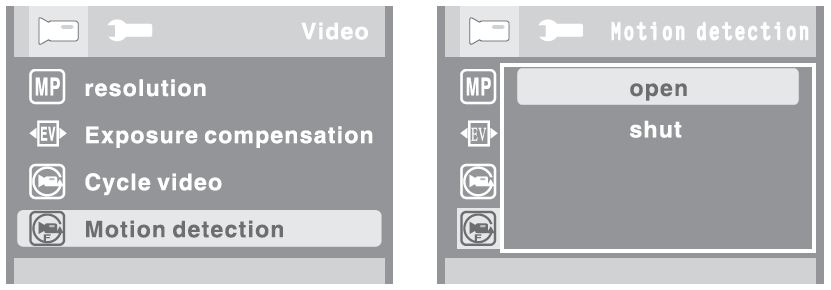 Video
MP resolution
EV Exposure compensation
Cycle video
F Motion detection
Motion detection
MP
EV
F
open
shut